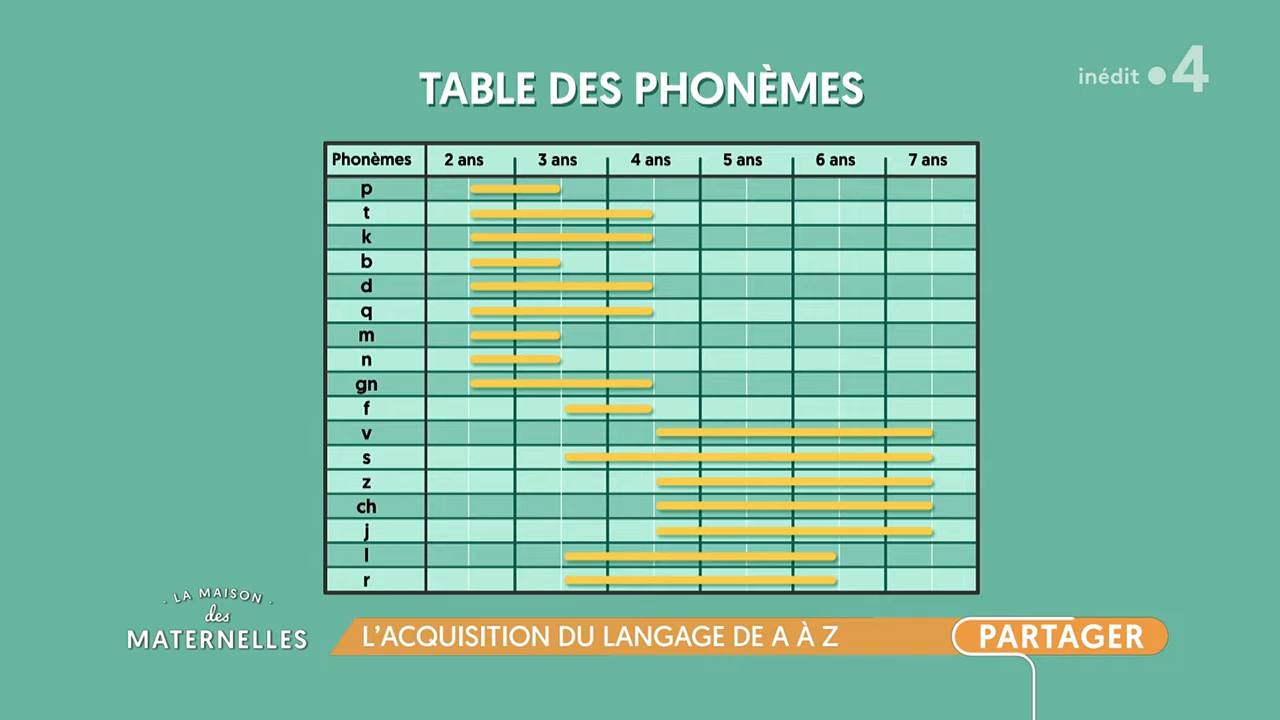 TABLE DES PHONÈMES
inédit 4
Phonèmes 2 ans 3 ans 4 ans 5 ans 6 ans 7 ans
p
t
k
b
d
q
m
n
gn
f
v
s
z
ch
j
l
r
· LA MAISON ·
des
MATERNELLES
L'ACQUISITION DU LANGAGE DE A À Z
PARTAGER